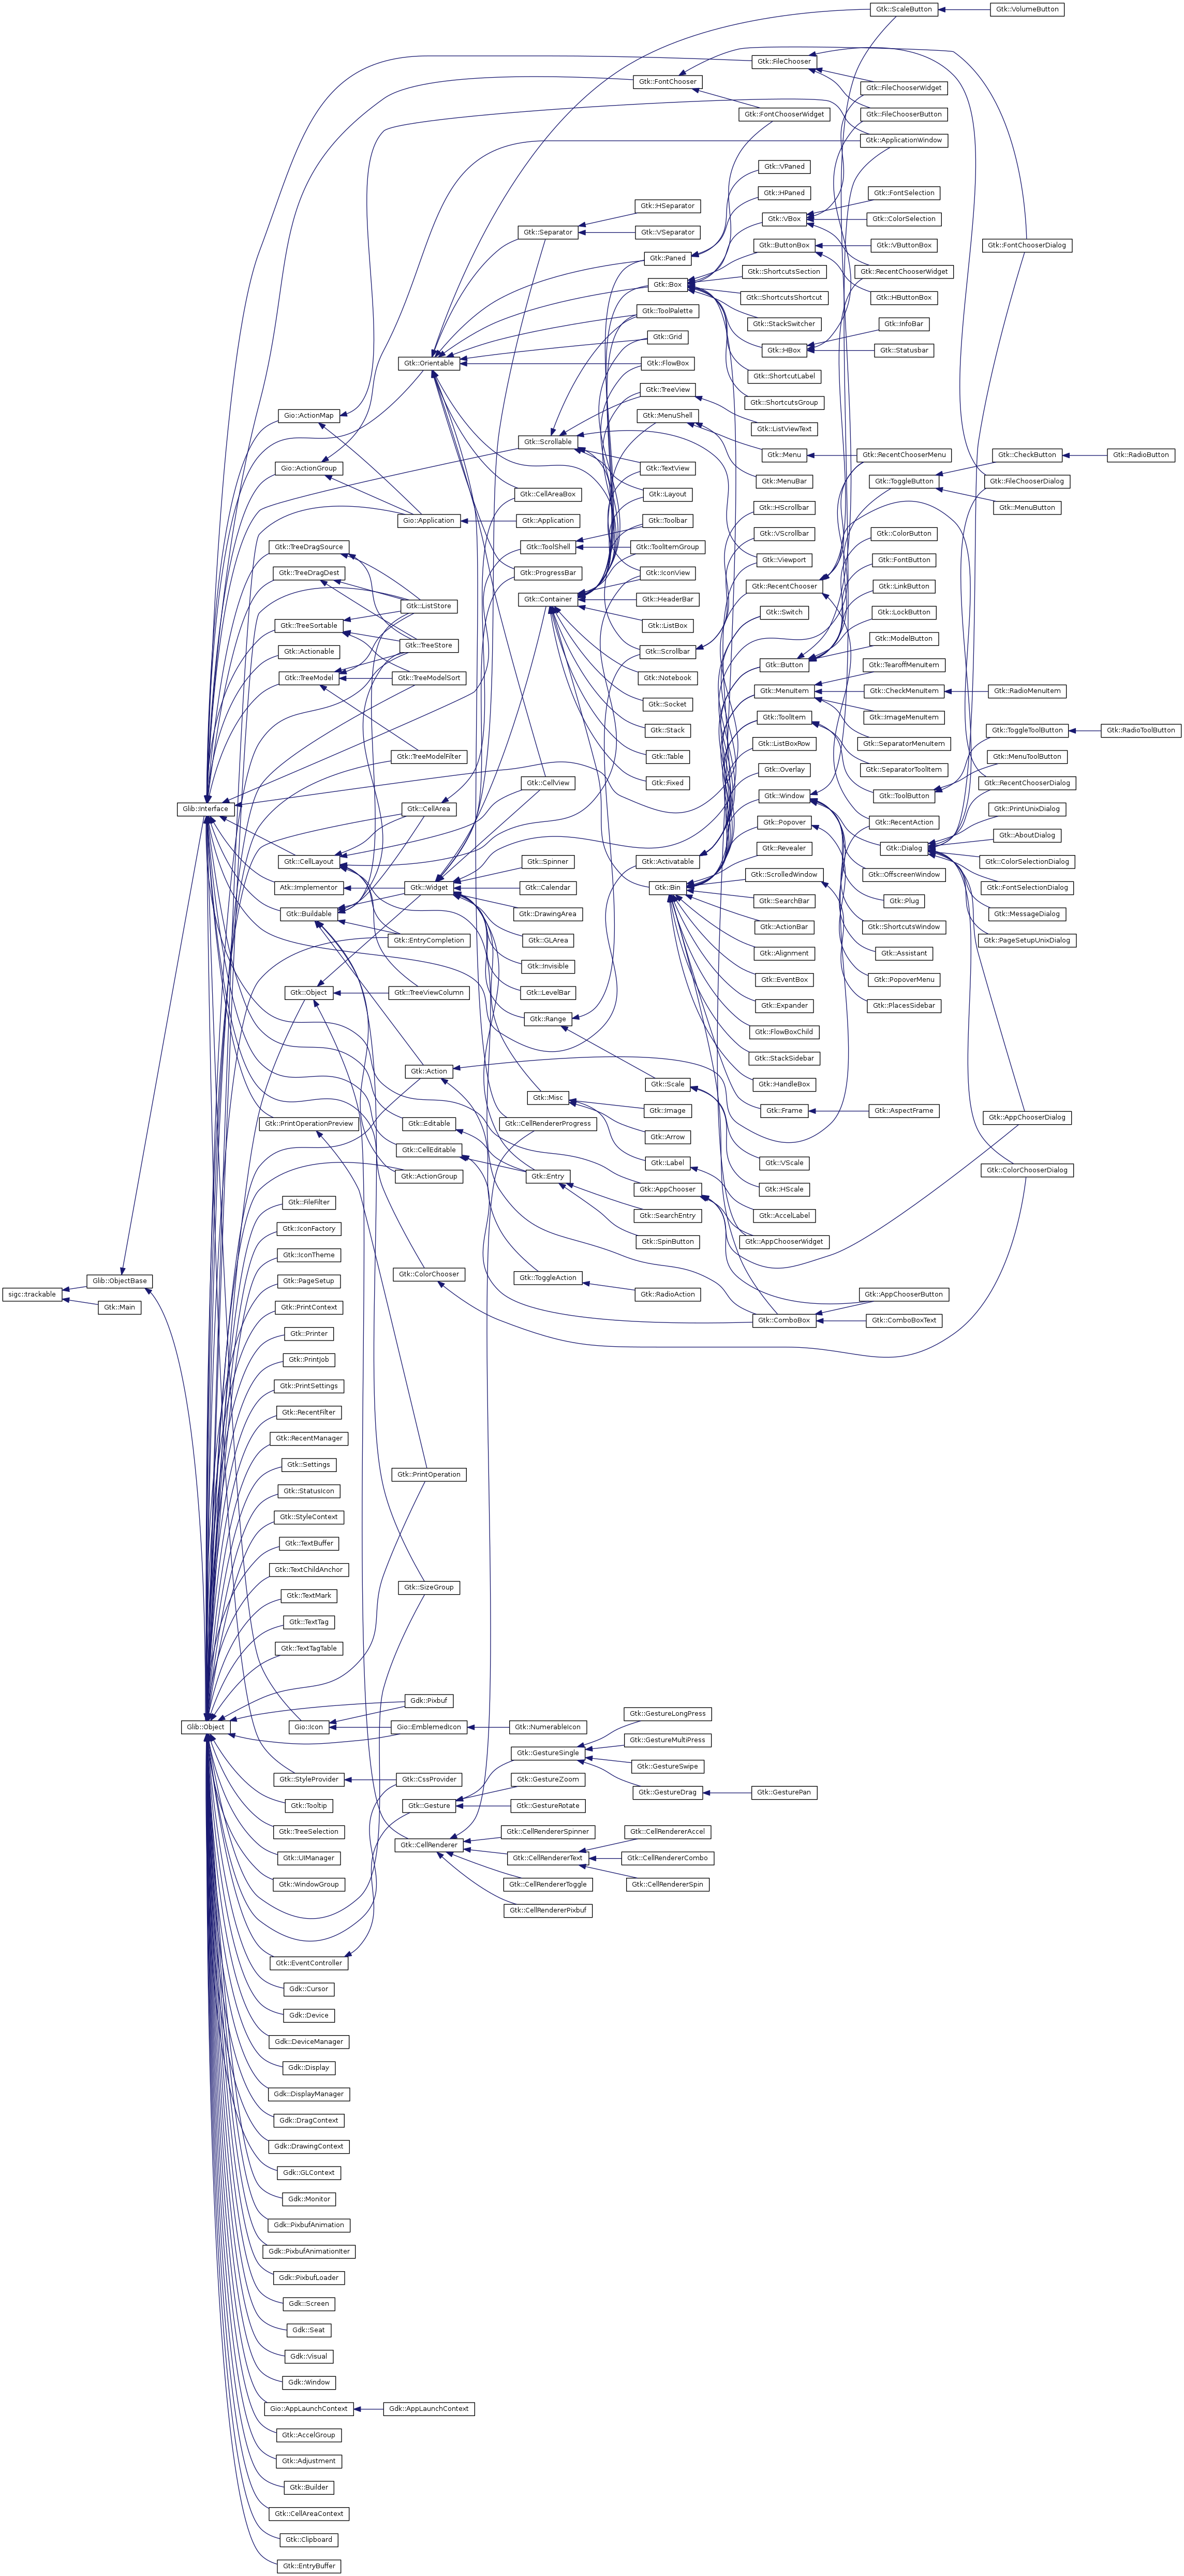 Gtk::ScaleButton
Gtk::VolumeButton
Gtk::FileChooser
Gtk::FontChooser
Gtk::FileChooserWidget
Gtk::FontChooserWidget
Gtk::FileChooserButton
Gtk::ApplicationWindow
Gtk::VPaned
Gtk::HPaned
Gtk::FontSelection
Gtk::HSeparator
Gtk::VBox
Gtk::ColorSelection
Gtk::Separator
Gtk::VSeparator
Gtk::ButtonBox
Gtk::VButtonBox
Gtk::FontChooserDialog
Gtk::Paned
Gtk::ShortcutsSection
Gtk::RecentChooserWidget
Gtk::Box
Gtk::ShortcutsShortcut
Gtk::HButtonBox
Gtk::ToolPalette
Gtk::StackSwitcher
Gtk::InfoBar
Gtk::Grid
Gtk::HBox
Gtk::Statusbar
Gtk::Orientable
Gtk::FlowBox
Gtk::ShortcutLabel
Gtk::TreeView
Gtk::ShortcutsGroup
Gio::ActionMap
Gtk::MenuShell
Gtk::ListViewText
Gtk::Scrollable
Gtk::Menu
Gtk::RecentChooserMenu
Gtk::CheckButton
Gtk::RadioButton
Gio::ActionGroup
Gtk::TextView
Gtk::MenuBar
Gtk::ToggleButton
Gtk::FileChooserDialog
Gtk::CellAreaBox
Gtk::Layout
Gtk::HScrollbar
Gtk::MenuButton
Gio::Application
Gtk::Application
Gtk::Toolbar
Gtk::VScrollbar
Gtk::ColorButton
Gtk::TreeDragSource
Gtk::ToolShell
Gtk::ToolItemGroup
Gtk::Viewport
Gtk::FontButton
Gtk::TreeDragDest
Gtk::ProgressBar
Gtk::IconView
Gtk::RecentChooser
Gtk::LinkButton
Gtk::ListStore
Gtk::Container
Gtk::HeaderBar
Gtk::Switch
Gtk::LockButton
Gtk::TreeSortable
Gtk::ListBox
Gtk::ModelButton
Gtk::Actionable
Gtk::TreeStore
Gtk::Scrollbar
Gtk::Button
Gtk::TearoffMenuItem
Gtk::TreeModel
Gtk::TreeModelSort
Gtk::Notebook
Gtk::MenuItem
Gtk::CheckMenuItem
Gtk::RadioMenuItem
Gtk::Socket
Gtk::ToolItem
Gtk::ImageMenuItem
Gtk::Stack
Gtk::ListBoxRow
Gtk::SeparatorMenuItem
Gtk::ToggleToolButton
Gtk::RadioToolButton
Gtk::TreeModelFilter
Gtk::Table
Gtk::Overlay
Gtk::SeparatorToolItem
Gtk::MenuToolButton
Gtk::CellView
Gtk::Fixed
Gtk::Window
Gtk::ToolButton
Gtk::RecentChooserDialog
Glib::Interface
Gtk::CellArea
Gtk::Popover
Gtk::RecentAction
Gtk::PrintUnixDialog
Gtk::CellLayout
Gtk::Activatable
Gtk::Revealer
Gtk::Dialog
Gtk::AboutDialog
Gtk::Spinner
Gtk::ScrolledWindow
Gtk::OffscreenWindow
Gtk::ColorSelectionDialog
Atk::Implementor
Gtk::Widget
Gtk::Calendar
Gtk::Bin
Gtk::SearchBar
Gtk::Plug
Gtk::FontSelectionDialog
Gtk::Buildable
Gtk::DrawingArea
Gtk::ActionBar
Gtk::ShortcutsWindow
Gtk::MessageDialog
Gtk::EntryCompletion
Gtk::GLArea
Gtk::Alignment
Gtk::Assistant
Gtk::PageSetupUnixDialog
Gtk::Invisible
Gtk::EventBox
Gtk::PopoverMenu
Gtk::Object
Gtk::TreeViewColumn
Gtk::LevelBar
Gtk::Expander
Gtk::PlacesSidebar
Gtk::Range
Gtk::FlowBoxChild
Gtk::StackSidebar
Gtk::Action
Gtk::Scale
Gtk::HandleBox
Gtk::Misc
Gtk::Image
Gtk::Frame
Gtk::AspectFrame
Gtk::AppChooserDialog
Gtk::PrintOperationPreview
Gtk::Editable
Gtk::CellRendererProgress
Gtk::Arrow
Gtk::CellEditable
Gtk::Label
Gtk::VScale
Gtk::ColorChooserDialog
Gtk::ActionGroup
Gtk::Entry
Gtk::AppChooser
Gtk::HScale
Gtk::FileFilter
Gtk::SearchEntry
Gtk::AccelLabel
Gtk::IconFactory
Gtk::SpinButton
Gtk::AppChooserWidget
Gtk::IconTheme
Glib::ObjectBase
Gtk::PageSetup
Gtk::ColorChooser
Gtk::ToggleAction
sigc::trackable
Gtk::RadioAction
Gtk::AppChooserButton
Gtk::Main
Gtk::PrintContext
Gtk::ComboBox
Gtk::ComboBoxText
Gtk::Printer
Gtk::PrintJob
Gtk::PrintSettings
Gtk::RecentFilter
Gtk::RecentManager
Gtk::Settings
Gtk::PrintOperation
Gtk::StatusIcon
Gtk::StyleContext
Gtk::TextBuffer
Gtk::TextChildAnchor
Gtk::SizeGroup
Gtk::TextMark
Gtk::TextTag
Gtk::TextTagTable
Gdk::Pixbuf
Gtk::GestureLongPress
Glib::Object
Gio::Icon
Gio::EmblemedIcon
Gtk::NumerableIcon
Gtk::GestureMultiPress
Gtk::GestureSingle
Gtk::GestureSwipe
Gtk::StyleProvider
Gtk::CssProvider
Gtk::GestureZoom
Gtk::GestureDrag
Gtk::GesturePan
Gtk::Tooltip
Gtk::Gesture
Gtk::GestureRotate
Gtk::TreeSelection
Gtk::CellRendererSpinner
Gtk::CellRendererAccel
Gtk::CellRenderer
Gtk::UIManager
Gtk::CellRendererText
Gtk::CellRendererCombo
Gtk::WindowGroup
Gtk::CellRendererToggle
Gtk::CellRendererSpin
Gtk::CellRendererPixbuf
Gtk::EventController
Gdk::Cursor
Gdk::Device
Gdk::DeviceManager
Gdk::Display
Gdk::DisplayManager
Gdk::DragContext
Gdk::DrawingContext
Gdk::GLContext
Gdk::Monitor
Gdk::PixbufAnimation
Gdk::PixbufAnimationIter
Gdk::PixbufLoader
Gdk::Screen
Gdk::Seat
Gdk::Visual
Gdk::Window
Gio::AppLaunchContext
Gdk::AppLaunchContext
Gtk::AccelGroup
Gtk::Adjustment
Gtk::Builder
Gtk::CellAreaContext
Gtk::Clipboard
Gtk::EntryBuffer